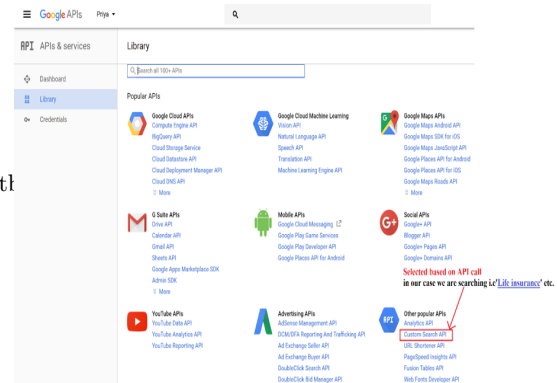 Google APIs Priya
API APIs & services Library
Dashboard
Library
Credentials
Search all 100+ APIs
Popular APIs
Google Cloud APIs
Compute Engine API
BigQuery API
Cloud Storage Service
Cloud Datastore API
Cloud Deployment Manager API
Cloud DNS API
More
Google Cloud Machine Learning
Vision API
Natural Language API
Speech API
Translation API
Machine Learning Engine API
Google Maps APIs
Google Maps Android API
Google Maps SDK for iOS
Google Maps JavaScript API
Google Places API for Android
Google Places API for iOS
Google Maps Roads API
More
G Suite APIs
Drive API
Calendar API
Gmail API
Sheets API
Google Apps Marketplace SDK
Admin SDK
More
Mobile APIs
Google Cloud Messaging
Google Play Game Services
Google Play Developer API
Google Places API for Android
G+
Social APIs
Google+ API
Blogger API
Google+ Pages API
Google+ Domains API
Selected based on API call
in our case we are searching i.e'Life insurance' etc.
YouTube APIs
YouTube Data API
YouTube Analytics API
YouTube Reporting API
Advertising APIs
AdSense Management API
DCM/DFA Reporting And Trafficking API
Ad Exchange Seller API
Ad Exchange Buyer API
DoubleClick Search API
DoubleClick Bid Manager API
API
Other popular APIs
Analytics API
Custom Search API
URL Shortener API
PageSpeed Insights API
Fusion Tables API
Web Fonts Developer API